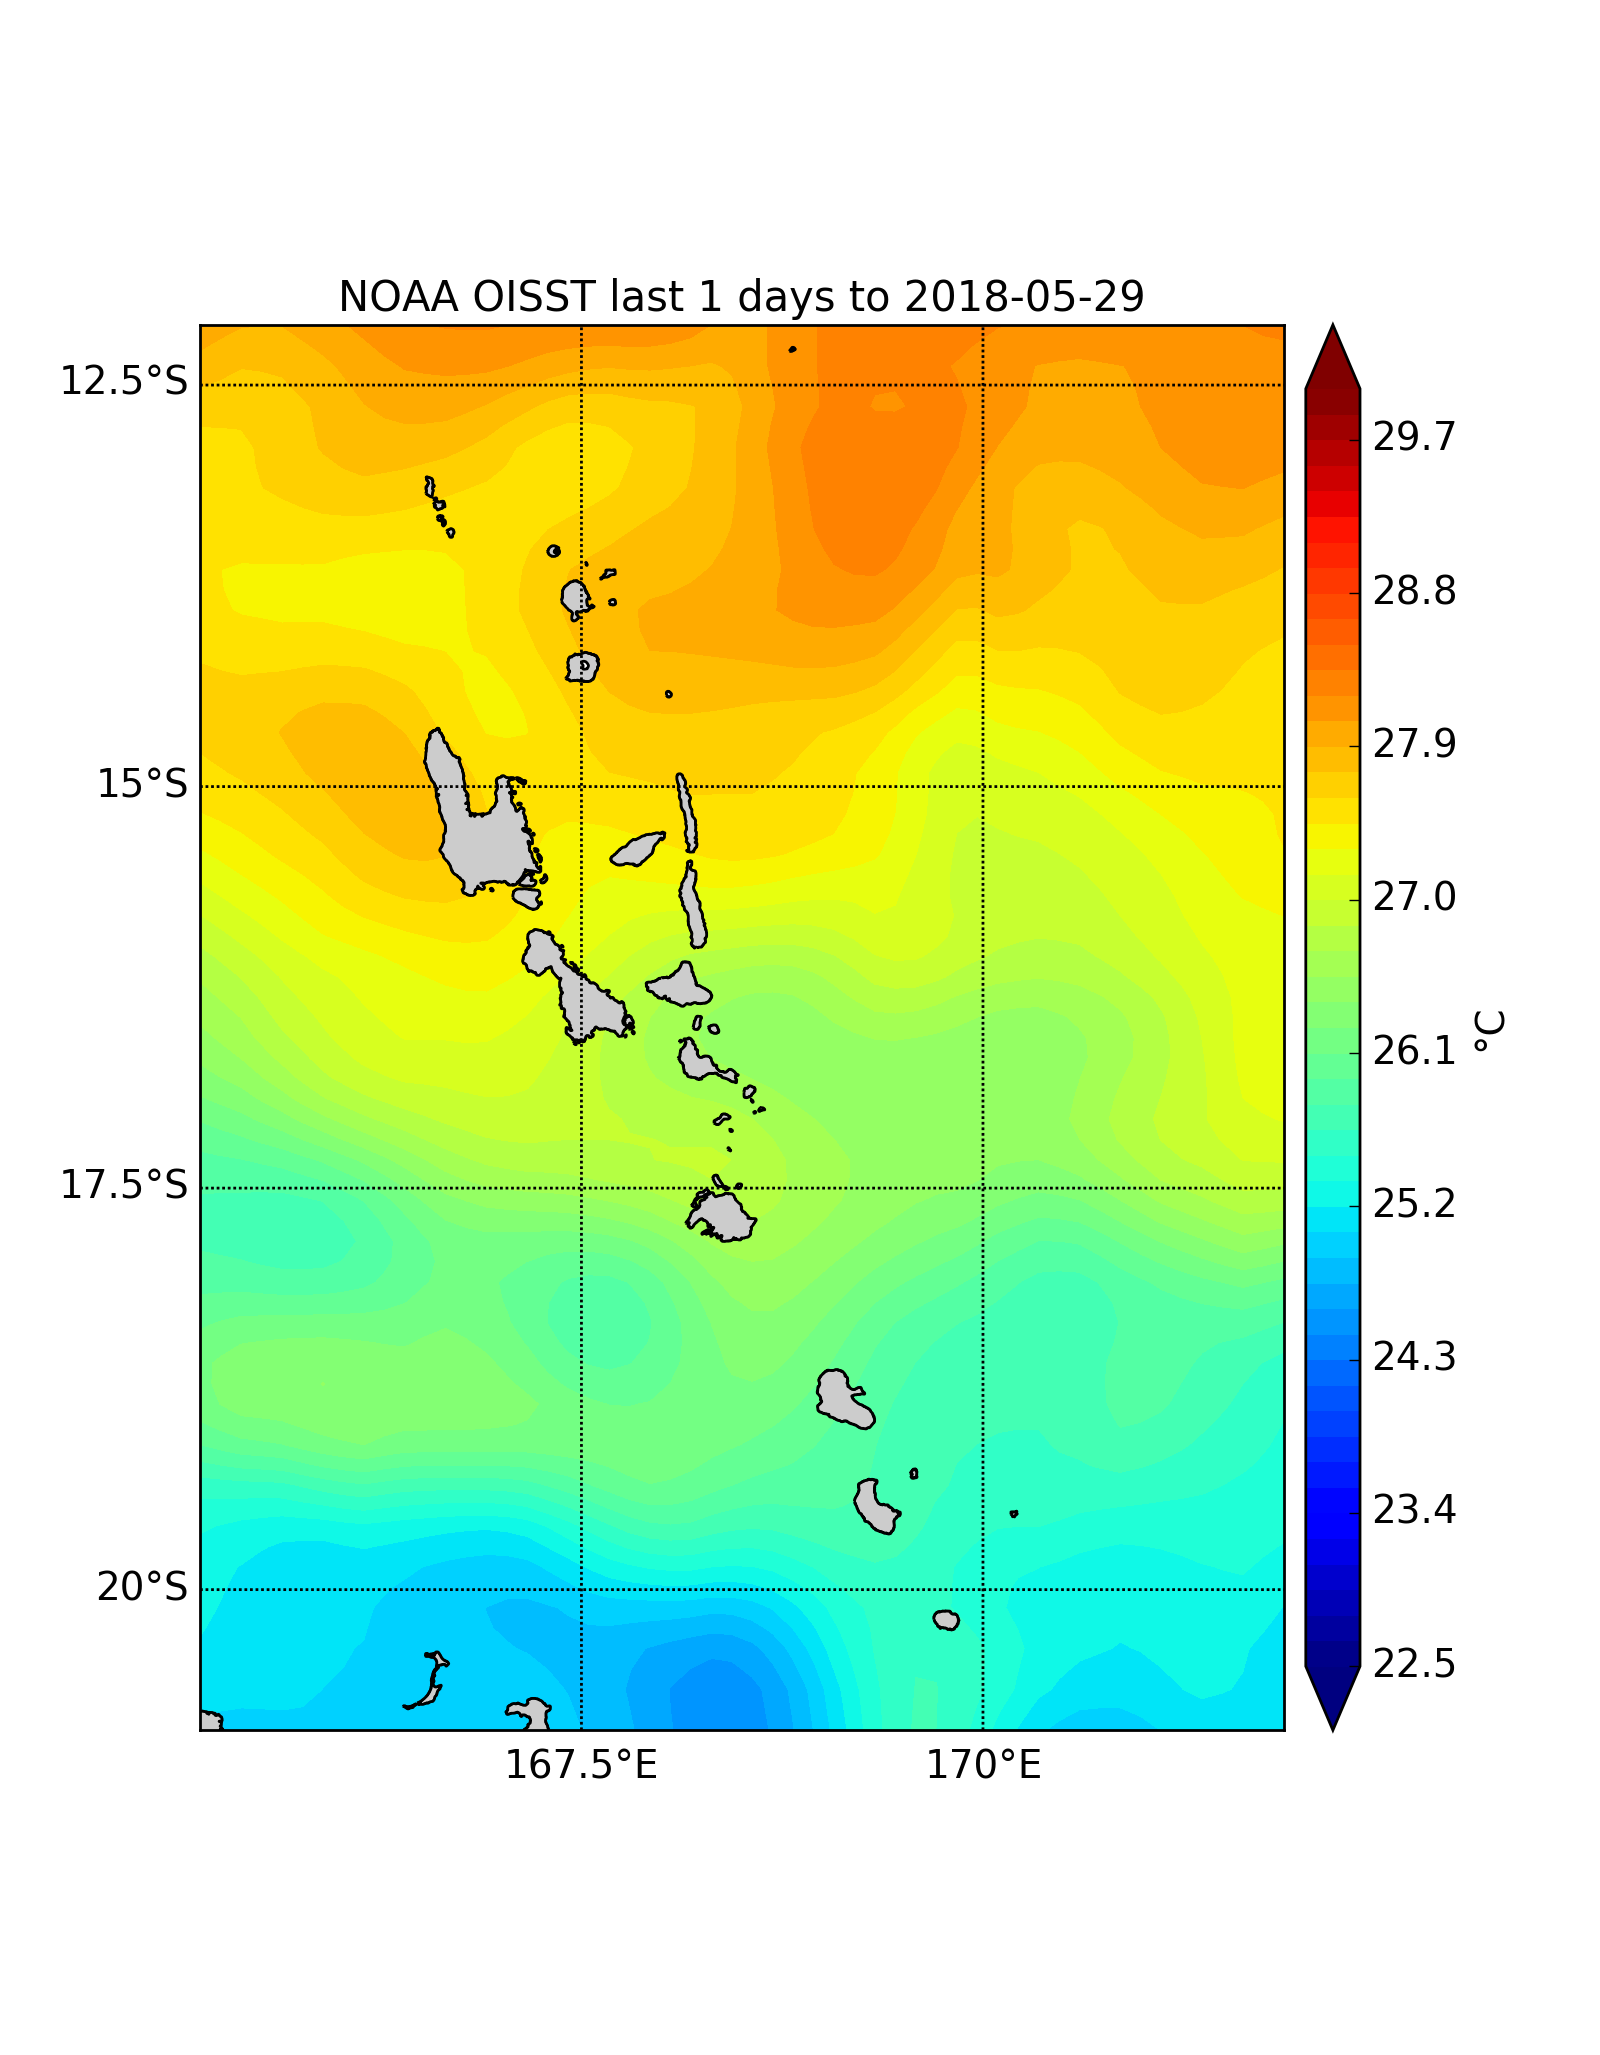 NOAA OISST last 1 days to 2018-05-29
12.5°S
15°S
17.5°S
20°S
167.5°E
170°E
29.7
28.8
27.9
27.0
26.1
25.2
24.3
23.4
22.5
°C